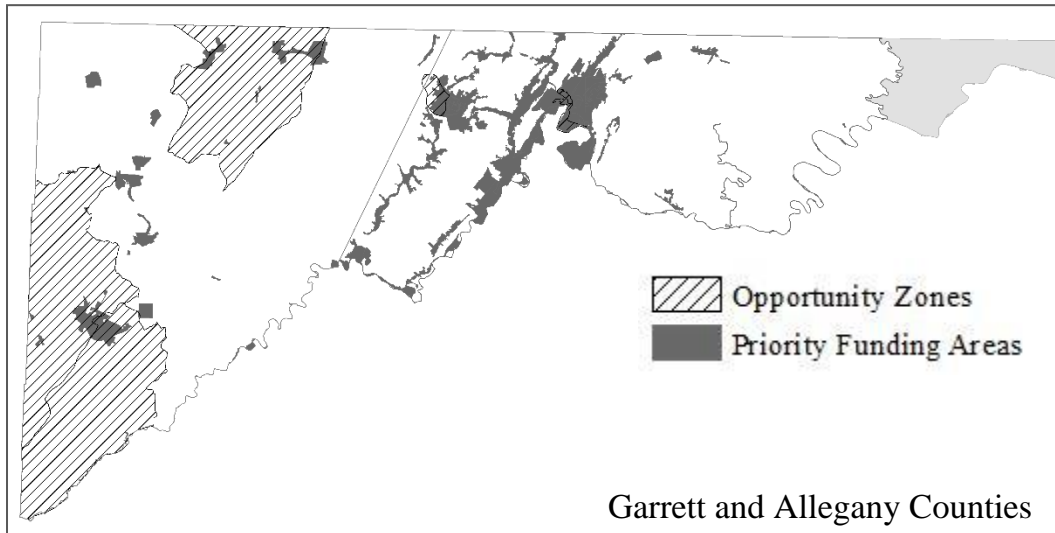 Opportunity Zones
Priority Funding Areas
Garrett and Allegany Counties